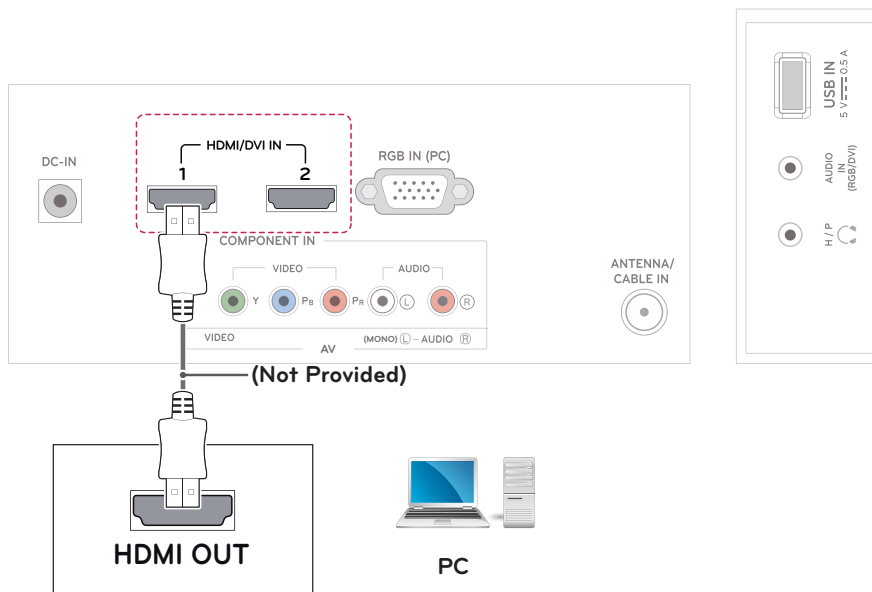 DC-IN
HDMI/DVI IN
1 2
RGB IN (PC)
COMPONENT IN
VIDEO AUDIO
Y PB PR L R
VIDEO (MONO) L - AUDIO R
AV
ANTENNA/
CABLE IN
USB IN
5 V 0.5 A
AUDIO
IN
(RGB/DVI)
H / P
(Not Provided)
HDMI OUT
PC